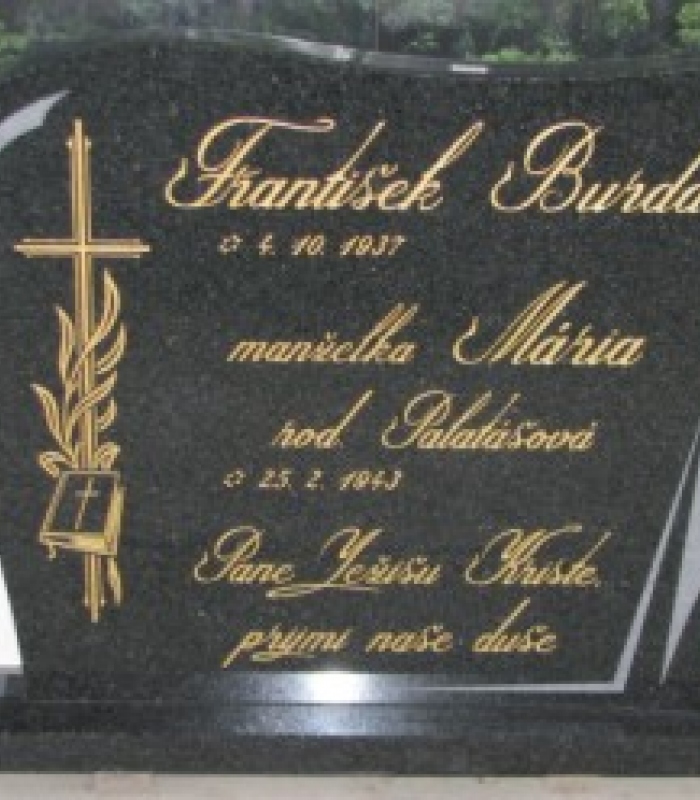 František Burda
☆ 4. 10. 1937
manželka Mária
rod. Palatášová
☆ 25. 2. 1943
Pane Ježišu Kriste,
prijmi naše duše